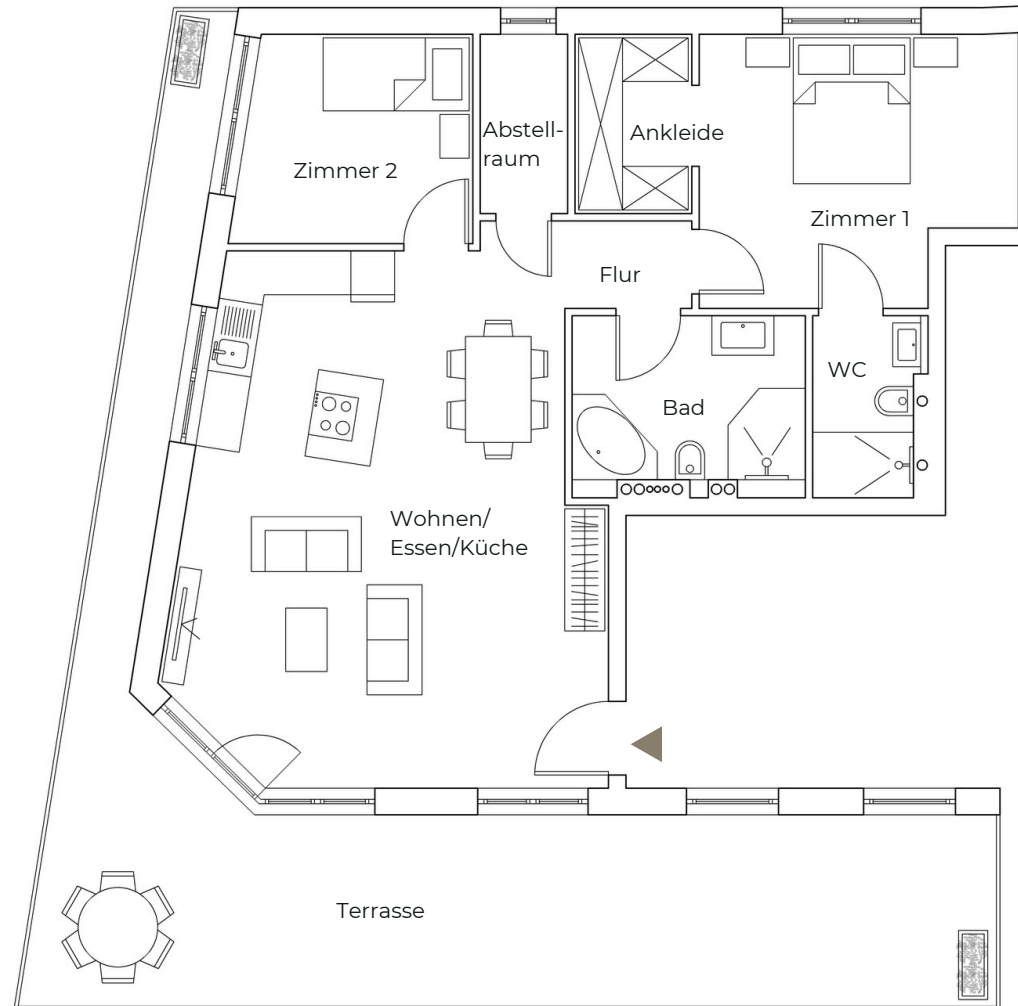 Abstell-
raum
Ankleide
Zimmer 2
Zimmer 1
Flur
WC
Bad
Wohnen/
Essen/Küche
Terrasse